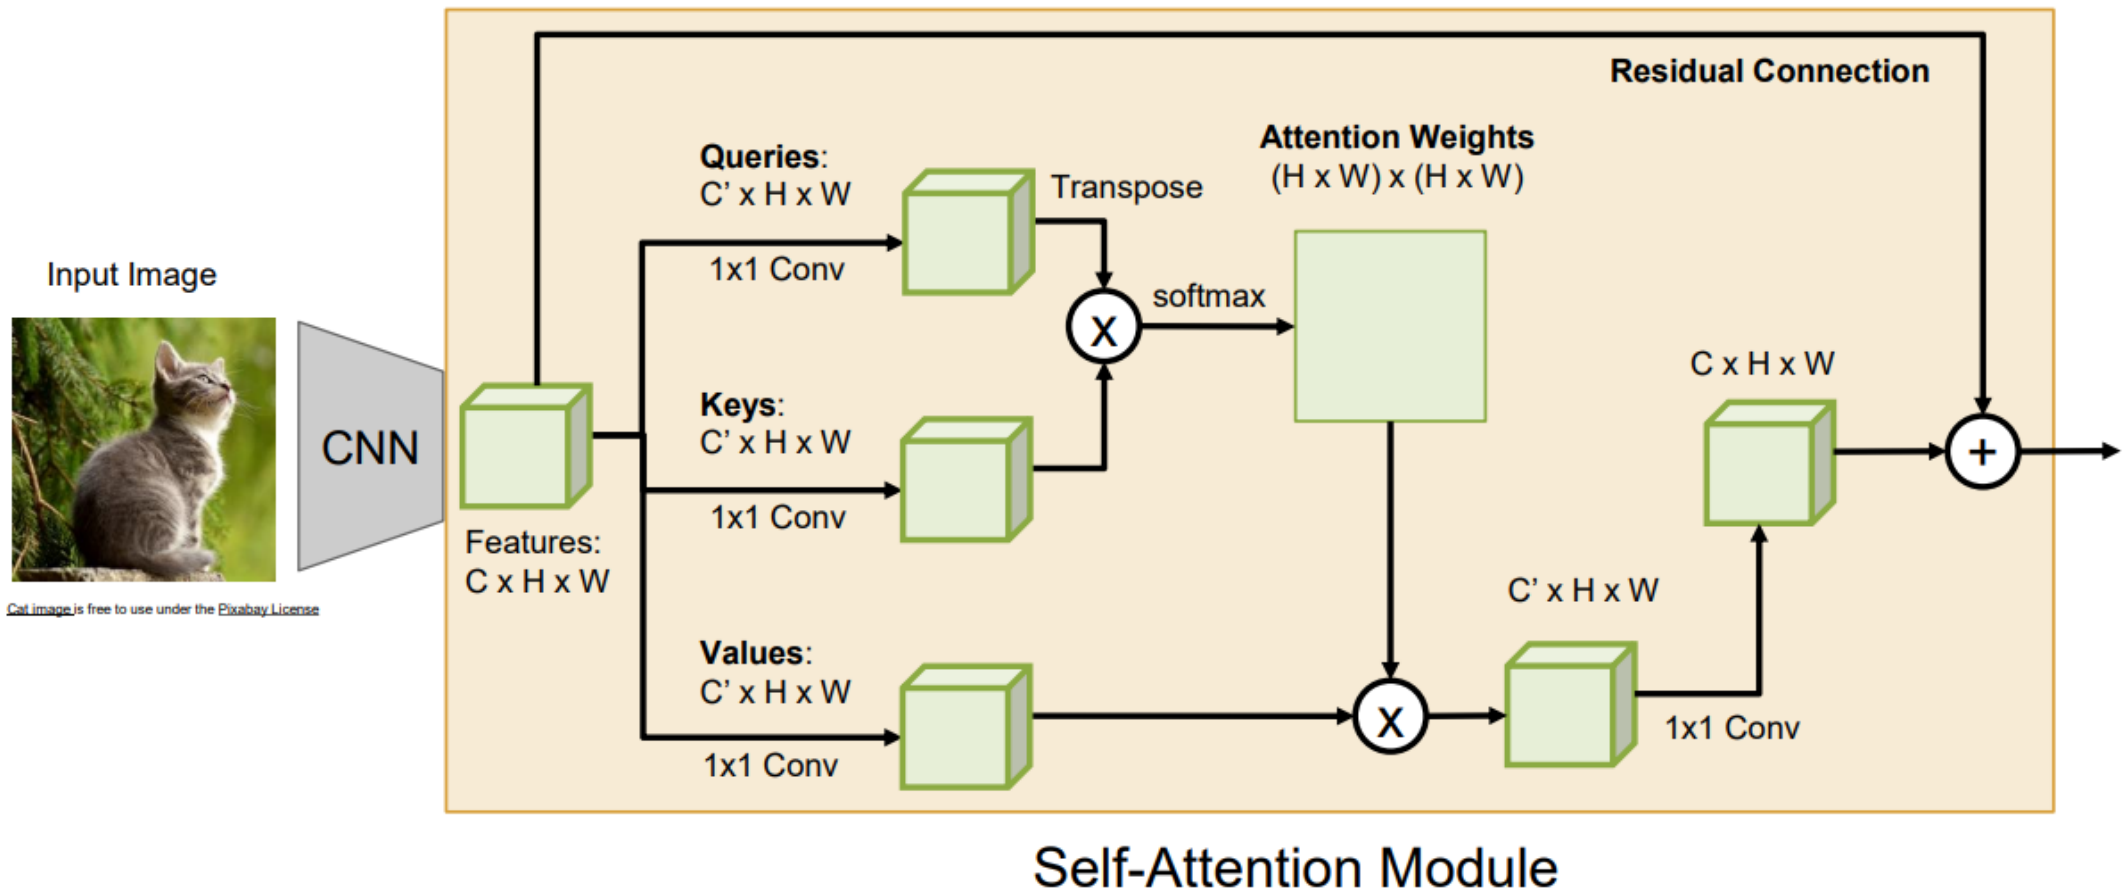 Residual Connection
Attention Weights
(H x W) x (H x W)
Queries:
C’ x H x W
Transpose
1x1 Conv
Input Image
softmax
x
C x H x W
Keys:
C’ x H x W
CNN
+
1x1 Conv
Features:
C x H x W
C’ x H x W
Cat image is free to use under the Pixabay License
Values:
C’ x H x W
x
1x1 Conv
1x1 Conv
Self-Attention Module